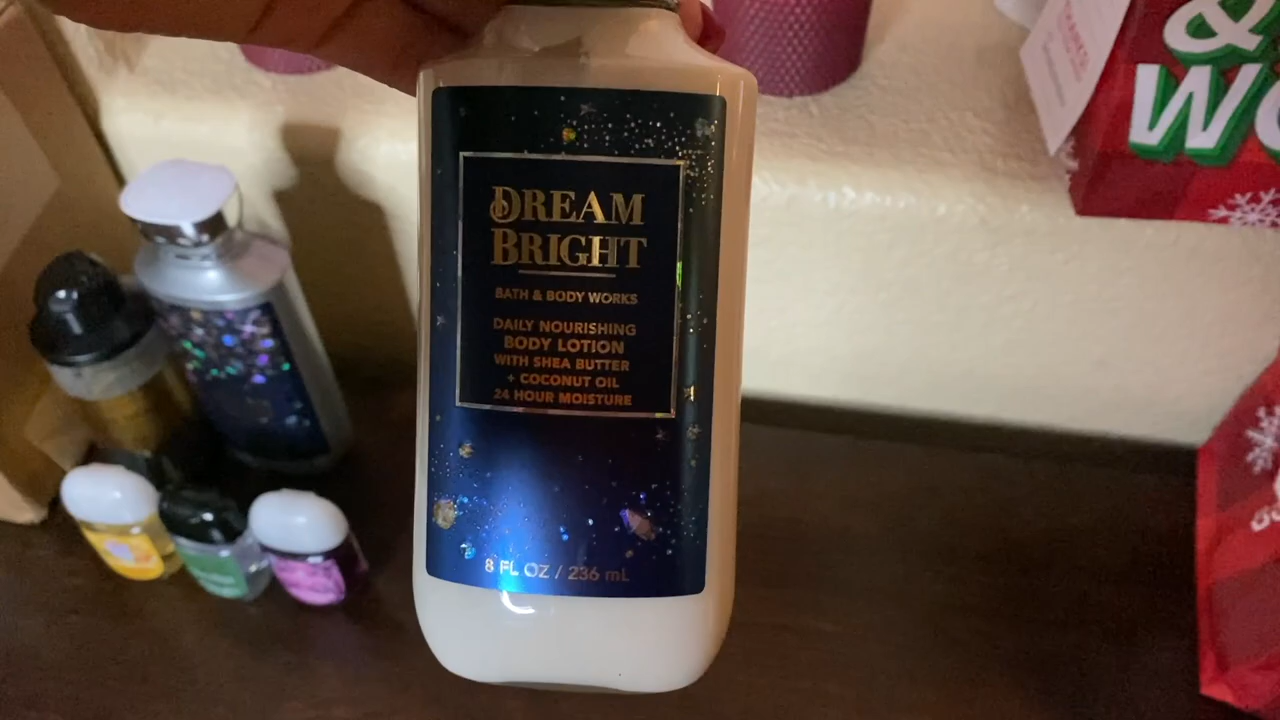 DREAM
BRIGHT
BATH & BODY WORKS
DAILY NOURISHING
BODY LOTION
WITH SHEA BUTTER
+ COCONUT OIL
24 HOUR MOISTURE
8 FL OZ / 236 mL
&